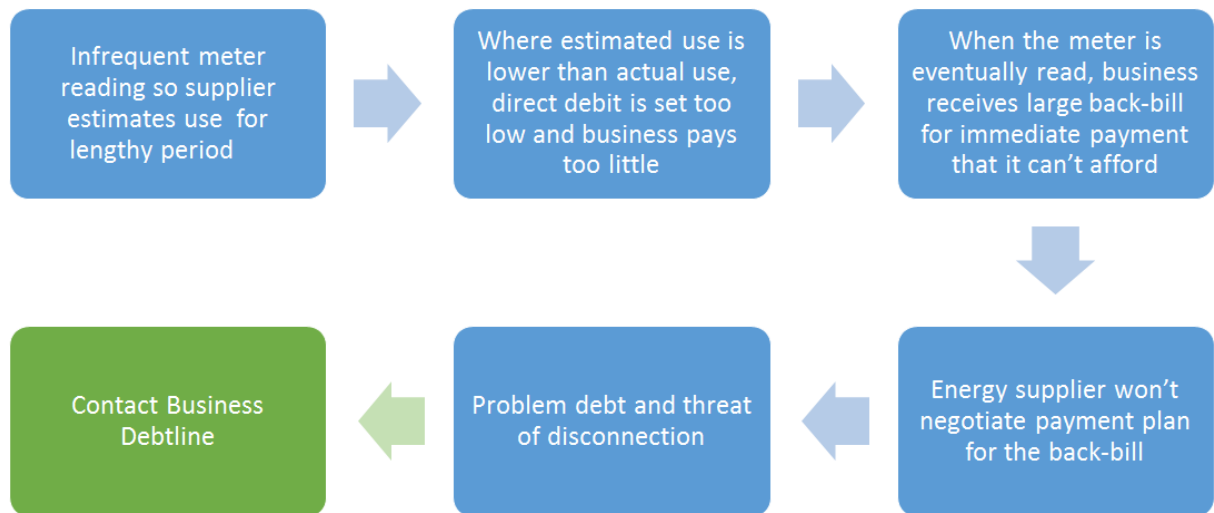 Infrequent meter
reading so supplier
estimates use for
lengthy period
Where estimated use is
lower than actual use,
direct debit is set too
low and business pays
too little
When the meter is
eventually read, business
receives large back-bill
for immediate payment
that it can’t afford
Energy supplier won’t
negotiate payment plan
for the back-bill
Problem debt and threat
of disconnection
Contact Business
Debtline